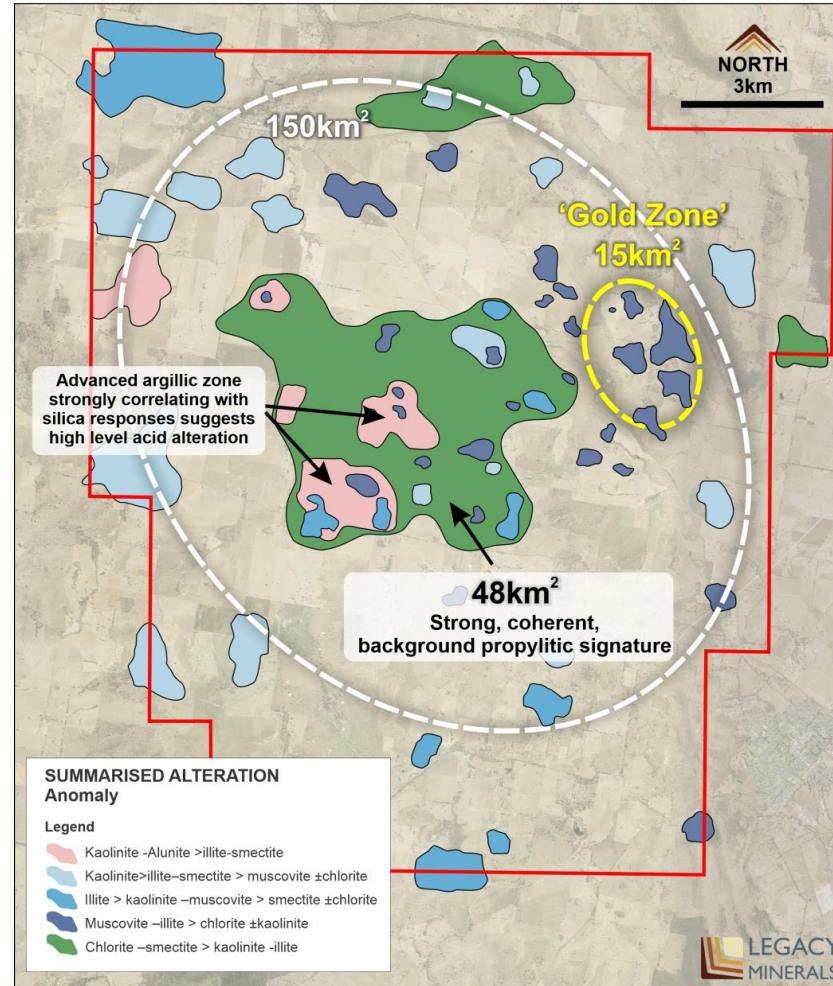 NORTH
3km
150km²
'Gold Zone'
15km²
Advanced argillic zone
strongly correlating with
silica responses suggests
high level acid alteration
48km²
Strong, coherent,
background propylitic signature
SUMMARISED ALTERATION
Anomaly
Legend
Kaolinite -Alunite >illite-smectite
Kaolinite>illite–smectite > muscovite ±chlorite
Illite > kaolinite –muscovite > smectite ±chlorite
Muscovite –illite > chlorite ±kaolinite
Chlorite –smectite > kaolinite -illite
LEGACY
MINERALS